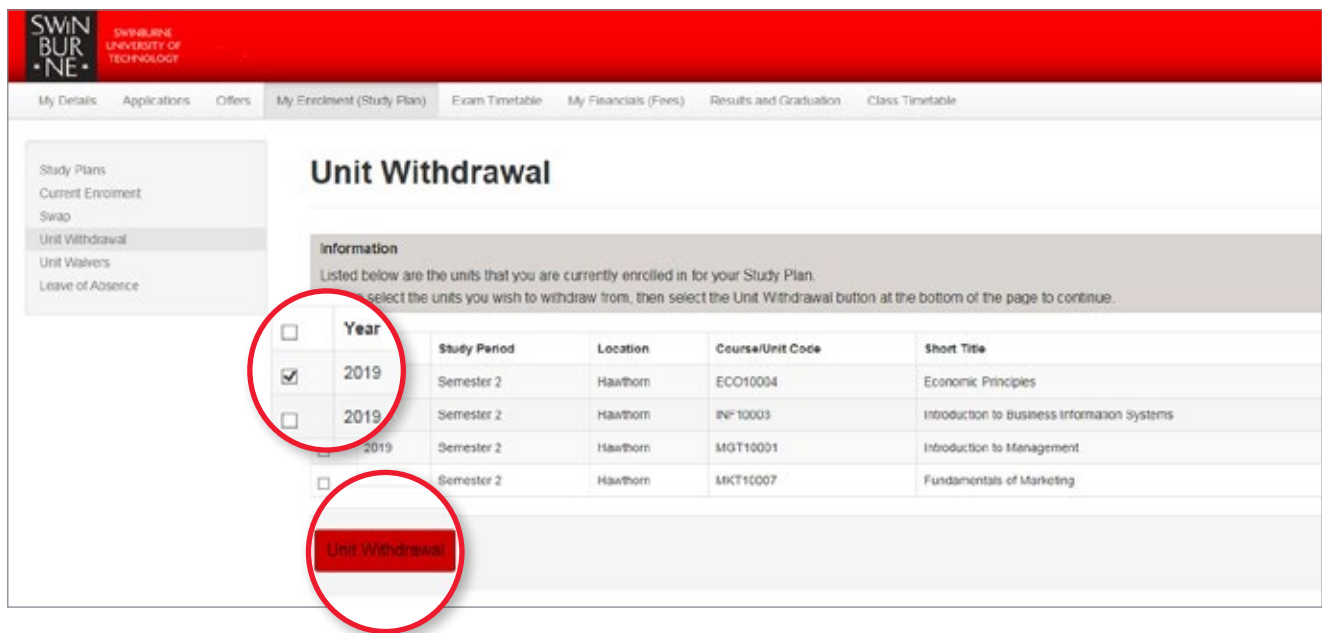 SWIN
BUR
• NE •
SWINBURNE
UNIVERSITY OF
TECHNOLOGY
My Details Applications Offers My Enrolment (Study Plan) Exam Timetable My Financials (Fees) Results and Graduation Class Timetable
Study Plans
Current Enrolment
Swap
Unit Withdrawal
Unit Waivers
Leave of Absence
Unit Withdrawal
Information
Listed below are the units that you are currently enrolled in for your Study Plan.
select the units you wish to withdraw from, then select the Unit Withdrawal button at the bottom of the page to continue.
Year Study Period Location Course/Unit Code Short Title
2019 Semester 2 Hawthorn ECO10004 Economic Principles
2019 Semester 2 Hawthorn INF10003 Introduction to Business Information Systems
2019 Semester 2 Hawthorn MGT10001 Introduction to Management
Semester 2 Hawthorn MKT10007 Fundamentals of Marketing
Unit Withdrawal